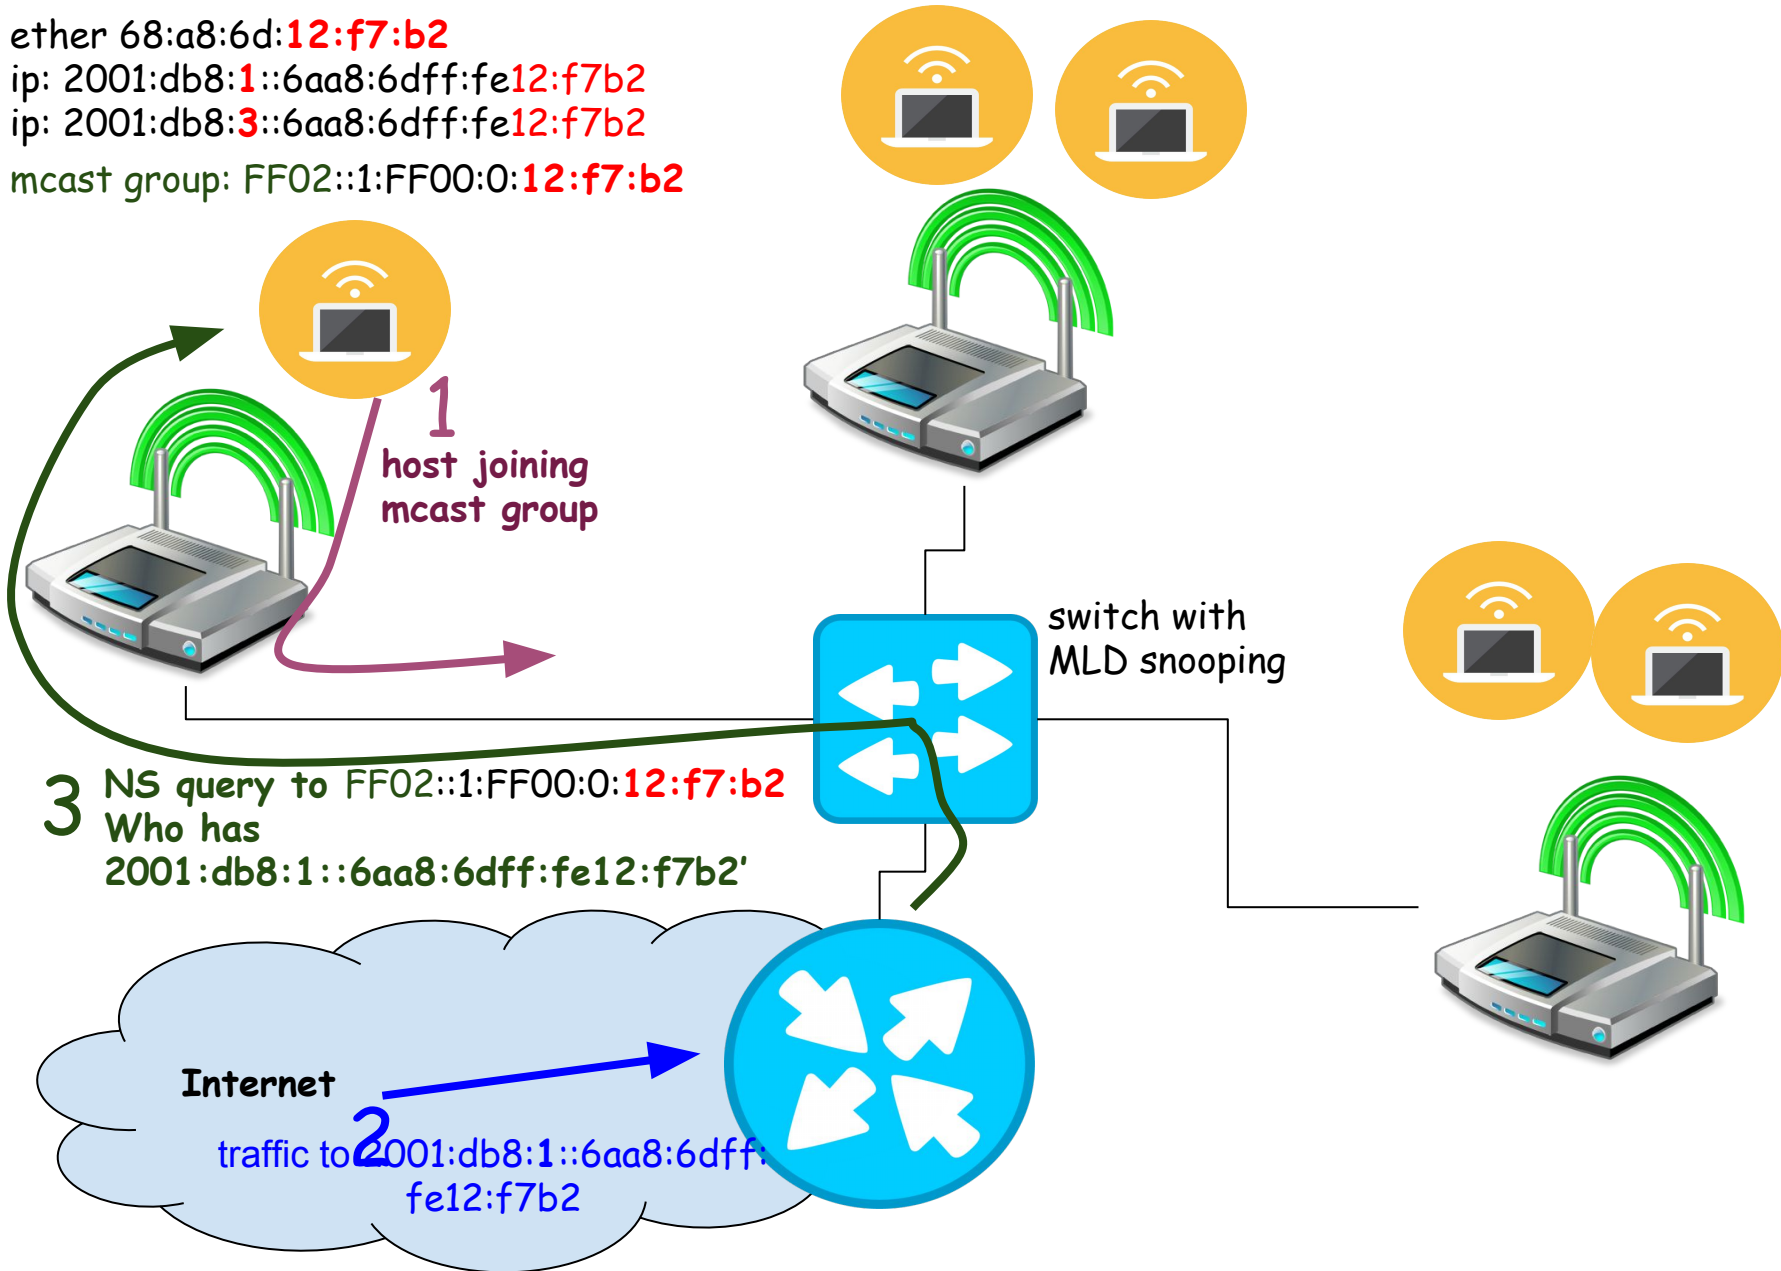 ether 68:a8:6d:12:f7:b2
ip: 2001:db8:1::6aa8:6dff:fe12:f7b2
ip: 2001:db8:3::6aa8:6dff:fe12:f7b2
mcast group: FF02::1:FF00:0:12:f7:b2
1
host joining
mcast group
switch with
MLD snooping
3
NS query to FF02::1:FF00:0:12:f7:b2
Who has
2001:db8:1::6aa8:6dff:fe12:f7b2'
Internet
2
traffic to 2001:db8:1::6aa8:6dff:
fe12:f7b2